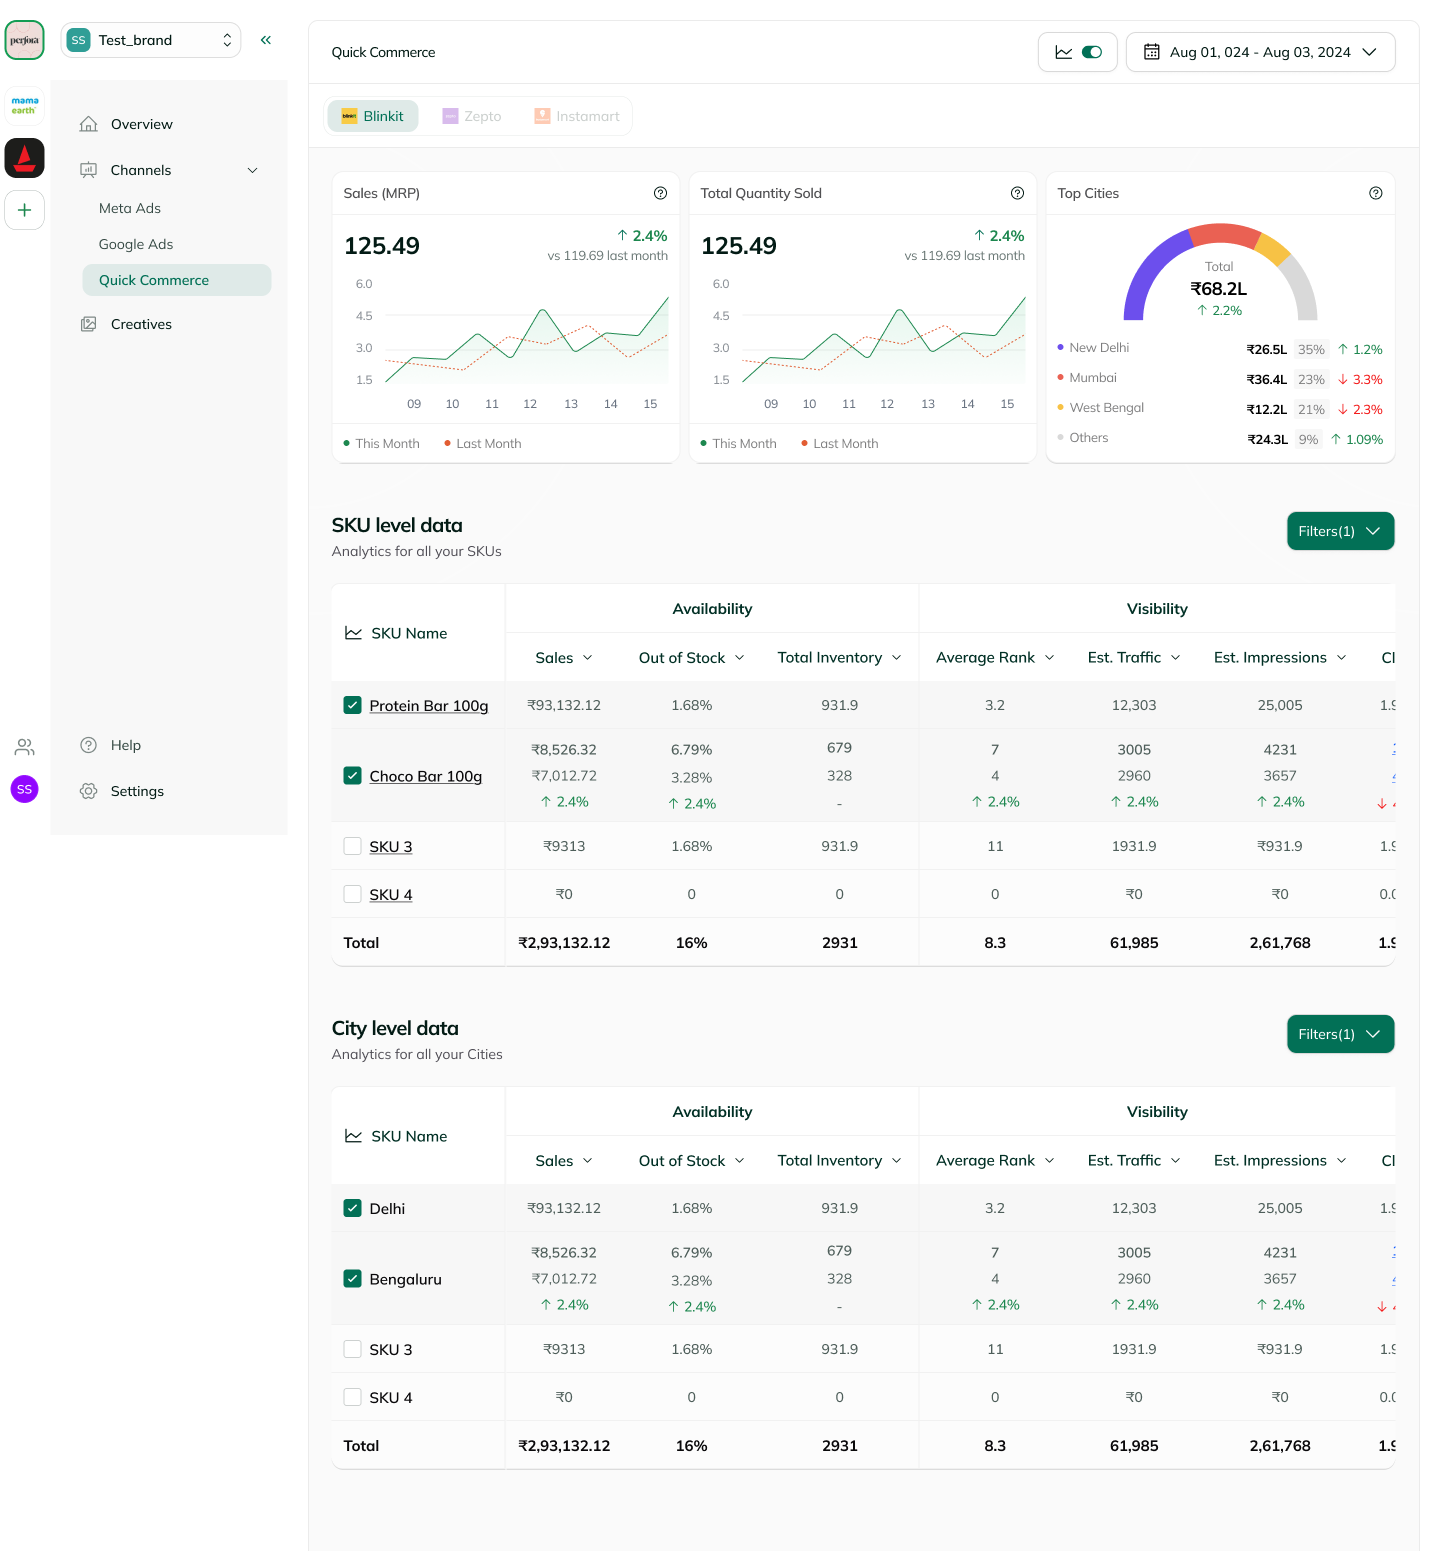 perfora
SS Test_brand
mama
earth
Overview
Channels
Meta Ads
Google Ads
Quick Commerce
Creatives
Help
SS
Settings
Quick Commerce
Aug 01, 024 - Aug 03, 2024
blinkit Blinkit Zepto Instamart
Sales (MRP)
125.49
↑ 2.4%
vs 119.69 last month
6.0
4.5
3.0
1.5
09 10 11 12 13 14 15
This Month Last Month
Total Quantity Sold
125.49
↑ 2.4%
vs 119.69 last month
6.0
4.5
3.0
1.5
09 10 11 12 13 14 15
This Month Last Month
Top Cities
Total
₹68.2L
↑ 2.2%
New Delhi ₹26.5L 35% ↑ 1.2%
Mumbai ₹36.4L 23% ↓ 3.3%
West Bengal ₹12.2L 21% ↓ 2.3%
Others ₹24.3L 9% ↑ 1.09%
SKU level data
Analytics for all your SKUs
Filters(1)
Availability Visibility
SKU Name
Sales Out of Stock Total Inventory Average Rank Est. Traffic Est. Impressions Cl
Protein Bar 100g ₹93,132.12 1.68% 931.9 3.2 12,303 25,005 1.9
₹8,526.32 6.79% 679 7 3005 4231
Choco Bar 100g ₹7,012.72 3.28% 328 4 2960 3657
↑ 2.4% ↑ 2.4% - ↑ 2.4% ↑ 2.4% ↑ 2.4% ↓
SKU 3 ₹9313 1.68% 931.9 11 1931.9 ₹931.9 1.9
SKU 4 ₹0 0 0 0 ₹0 ₹0 0.0
Total ₹2,93,132.12 16% 2931 8.3 61,985 2,61,768 1.9
City level data
Analytics for all your Cities
Filters(1)
Availability Visibility
SKU Name
Sales Out of Stock Total Inventory Average Rank Est. Traffic Est. Impressions Cl
Delhi ₹93,132.12 1.68% 931.9 3.2 12,303 25,005 1.9
₹8,526.32 6.79% 679 7 3005 4231
Bengaluru ₹7,012.72 3.28% 328 4 2960 3657
↑ 2.4% ↑ 2.4% - ↑ 2.4% ↑ 2.4% ↑ 2.4% ↓
SKU 3 ₹9313 1.68% 931.9 11 1931.9 ₹931.9 1.9
SKU 4 ₹0 0 0 0 ₹0 ₹0 0.0
Total ₹2,93,132.12 16% 2931 8.3 61,985 2,61,768 1.9